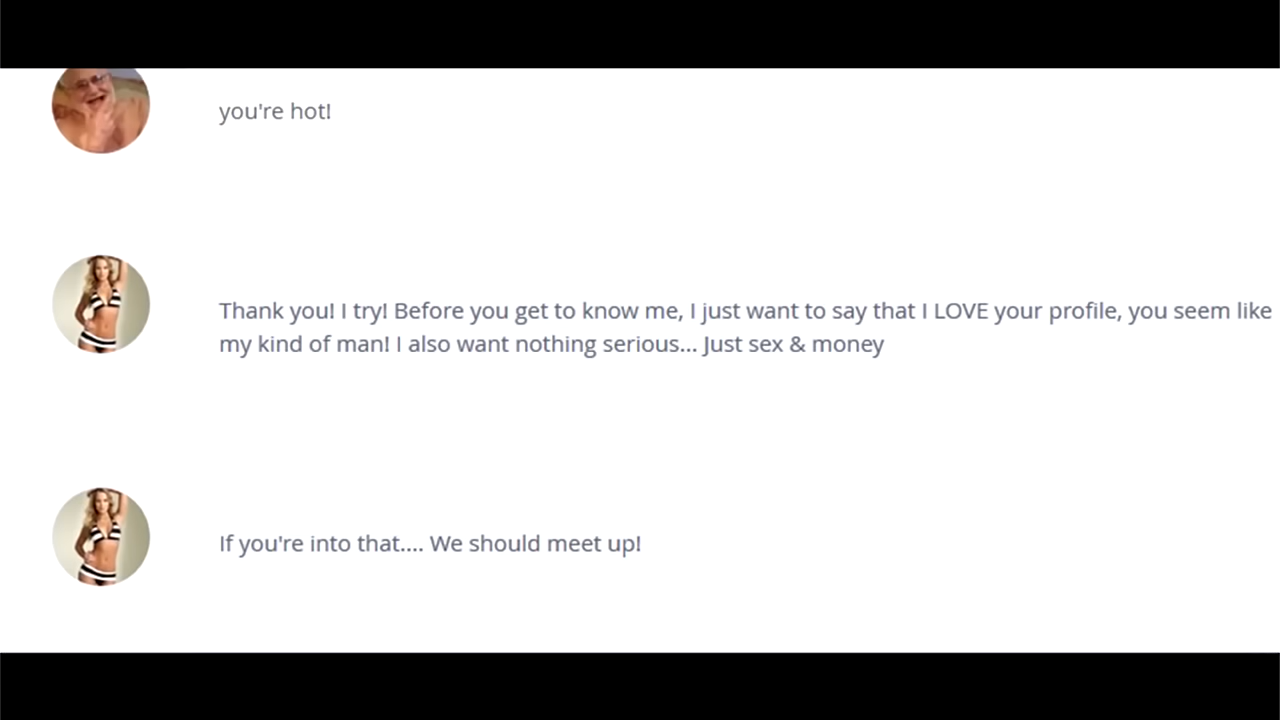 you're hot!
Thank you! I try! Before you get to know me, I just want to say that I LOVE your profile, you seem like
my kind of man! I also want nothing serious... Just sex & money
If you're into that.... We should meet up!